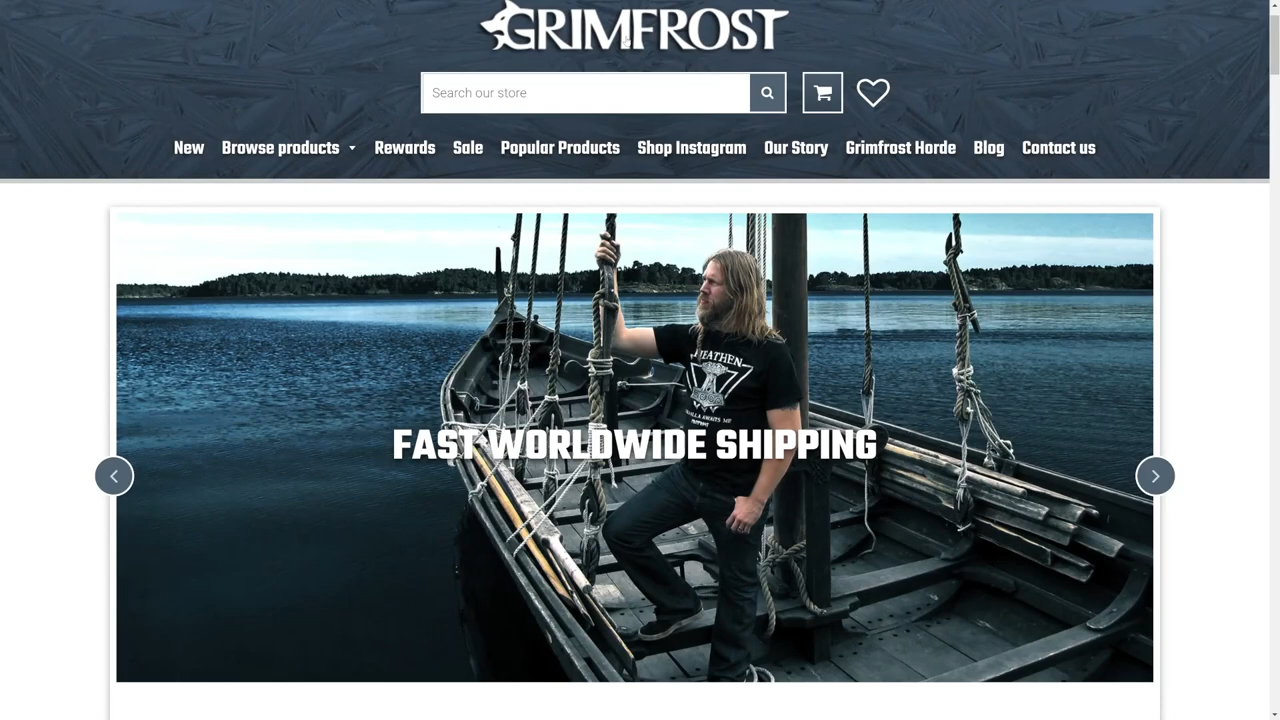 GRIMFROST
Search our store
New Browse products Rewards Sale Popular Products Shop Instagram Our Story Grimfrost Horde Blog Contact us
HEATHEN
FAST WORLDWIDE SHIPPING